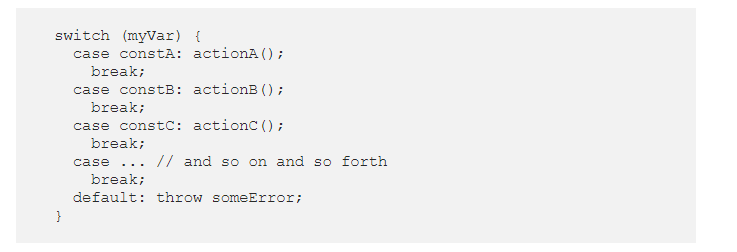 switch (myVar) {
  case constA: actionA();
    break;
  case constB: actionB();
    break;
  case constC: actionC();
    break;
  case ... // and so on and so forth
    break;
  default: throw someError;
}